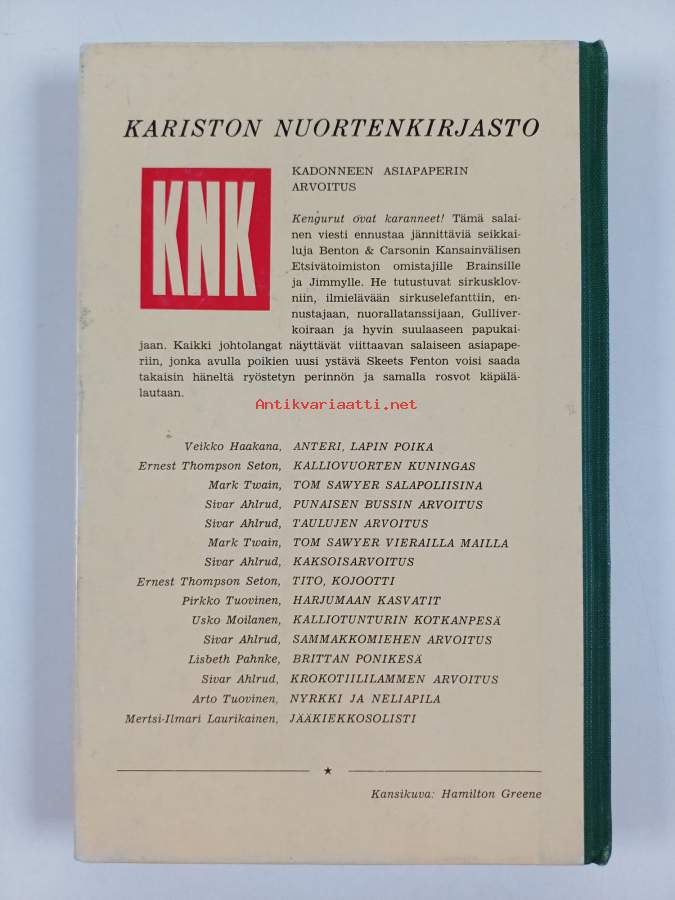 KARISTON NUORTENKIRJASTO
KNK
KADONNEEN ASIAPAPERIN
ARVOITUS
Kengurut ovat karanneet! Tämä salai-
nen viesti ennustaa jännittäviä seikkai-
luja Benton & Carsonin Kansainvälisen
Etsivätoimiston omistajille Brainsille
ja Jimmylle. He tutustuvat sirkusklov-
niin, ilmielävään sirkuselefanttiin, en-
nustajaan, nuorallatanssijaan, Gulliver-
koiraan ja hyvin suulaaseen papukai-
jaan. Kaikki johtolangat näyttävät viittaavan salaiseen asiapape-
riin, jonka avulla poikien uusi ystävä Skeets Fenton voisi saada
takaisin häneltä ryöstetyn perinnön ja samalla rosvot käpälä-
lautaan.
Antikvariaatti.net
Veikko Haakana, ANTERI, LAPIN POIKA
Ernest Thompson Seton, KALLIOVUORTEN KUNINGAS
Mark Twain, TOM SAWYER SALAPOLIISINA
Sivar Ahlrud, PUNAISEN BUSSIN ARVOITUS
Sivar Ahlrud, TAULUJEN ARVOITUS
Mark Twain, TOM SAWYER VIERAILLA MAILLA
Sivar Ahlrud, KAKSOISARVOITUS
Ernest Thompson Seton, TITO, KOJOOTTI
Pirkko Tuovinen, HARJUMAAN KASVATIT
Usko Moilanen, KALLIOTUNTURIN KOTKANPESÄ
Sivar Ahlrud, SAMMAKKOMIEHEN ARVOITUS
Lisbeth Pahnke, BRITTAN PONIKESÄ
Sivar Ahlrud, KROKOTIILILAMMEN ARVOITUS
Arto Tuovinen, NYRKKI JA NELIAPILA
Mertsi-Ilmari Laurikainen, JÄÄKIEKKOSOLISTI
Kansikuva: Hamilton Greene